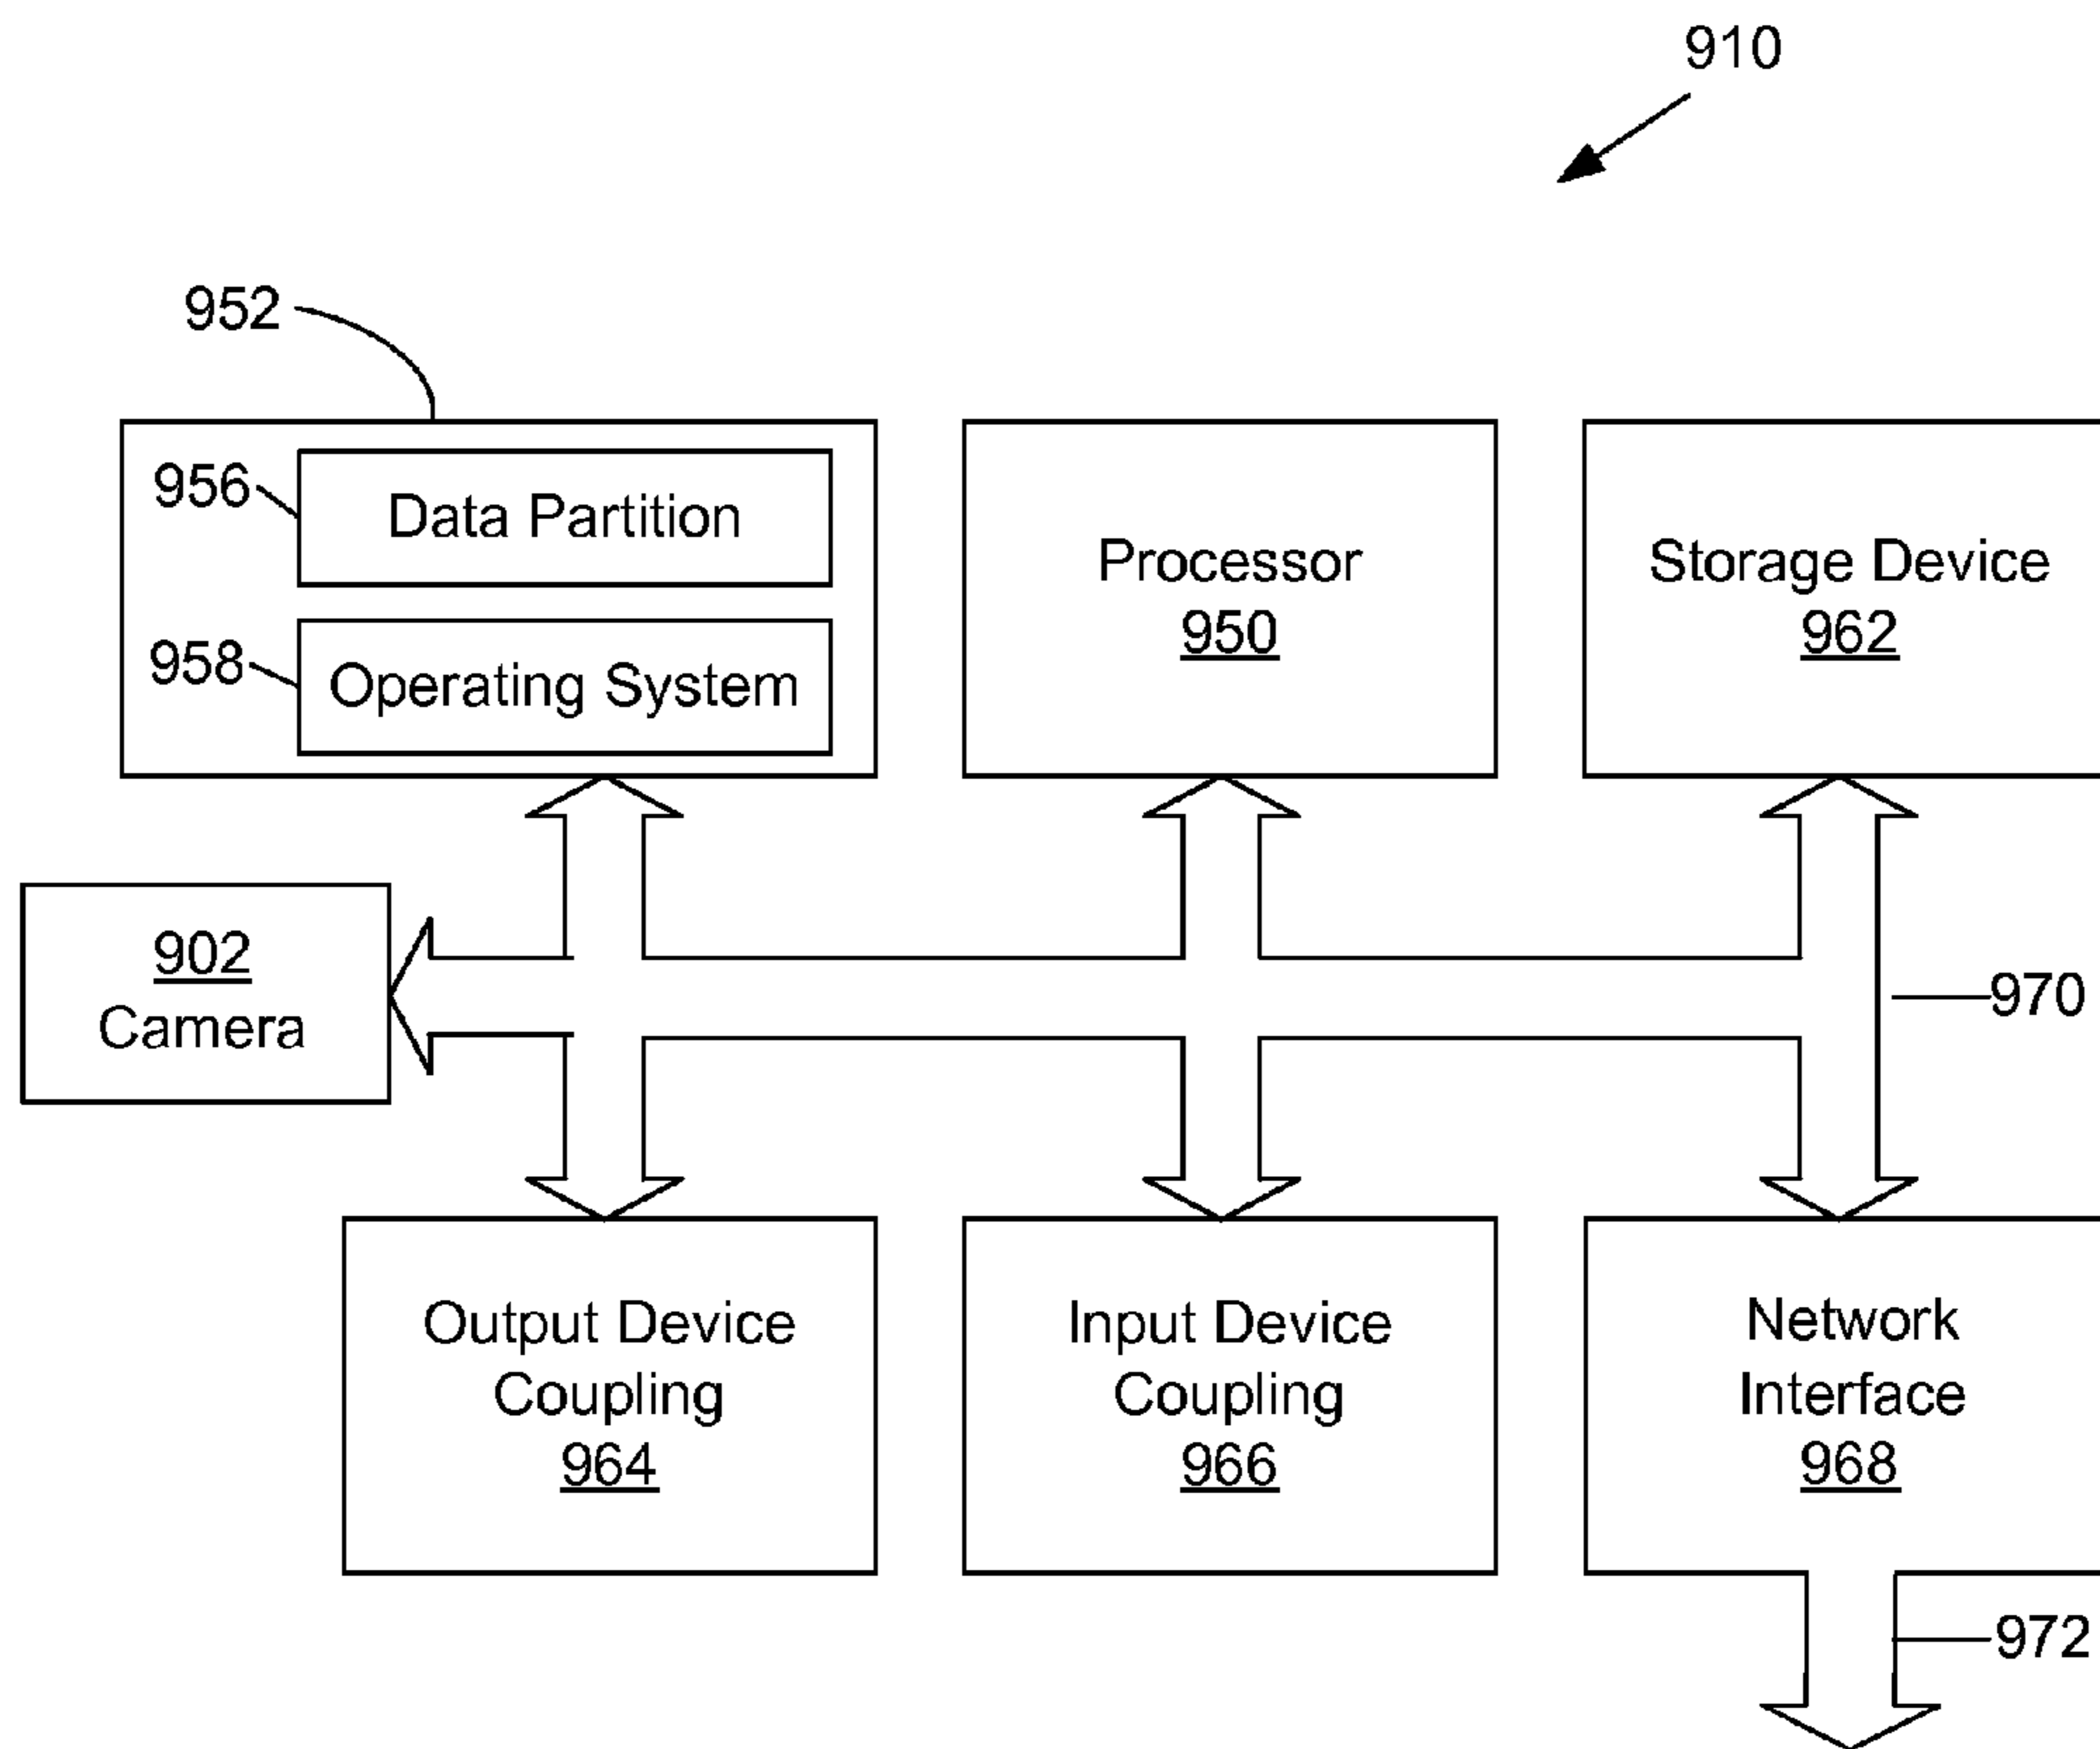 910
952
956
Data Partition
958
Operating System
Processor
950
Storage Device
962
902
Camera
970
Output Device
Coupling
964
Input Device
Coupling
966
Network
Interface
968
972